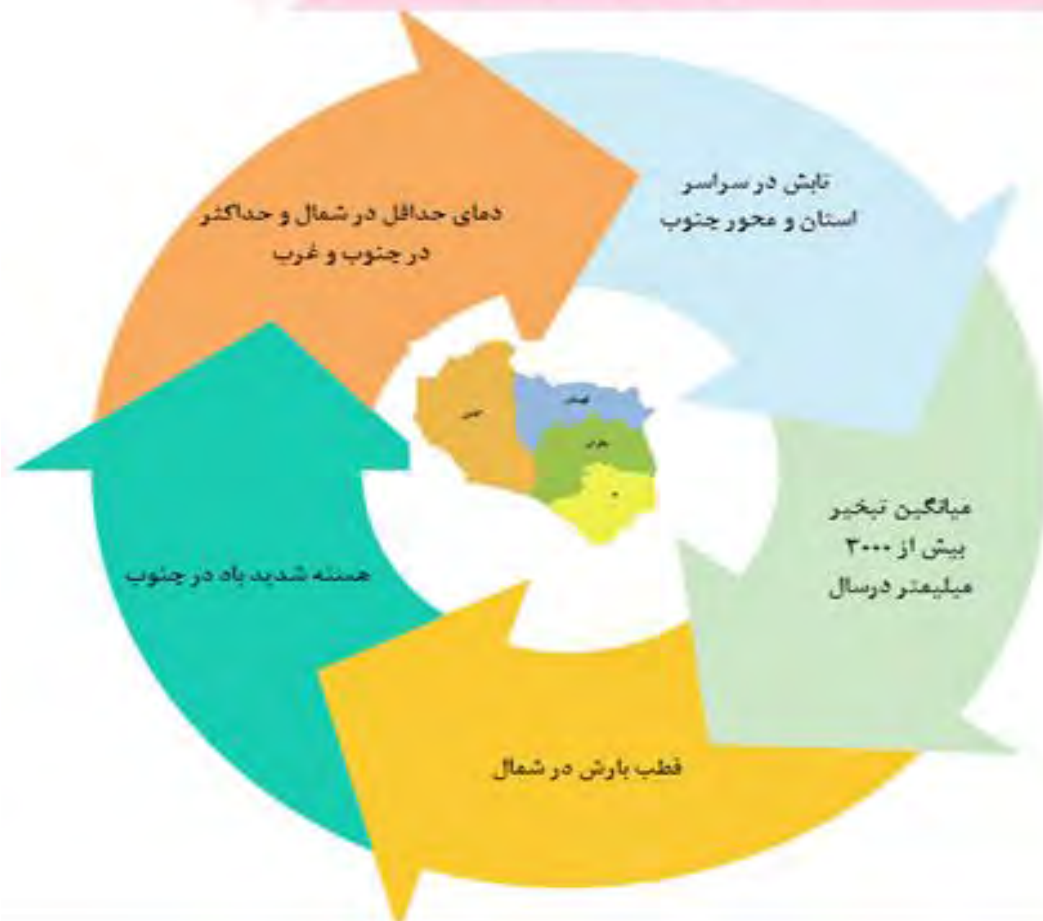 تابش در سراسر
استان و محور جنوب
میانگین تبخیر
بیش از ۳۰۰۰
میلیمتر درسال
قطب بارش در شمال
هسته شدید باد در جنوب
دمای حداقل در شمال و حداکثر
در جنوب و غرب